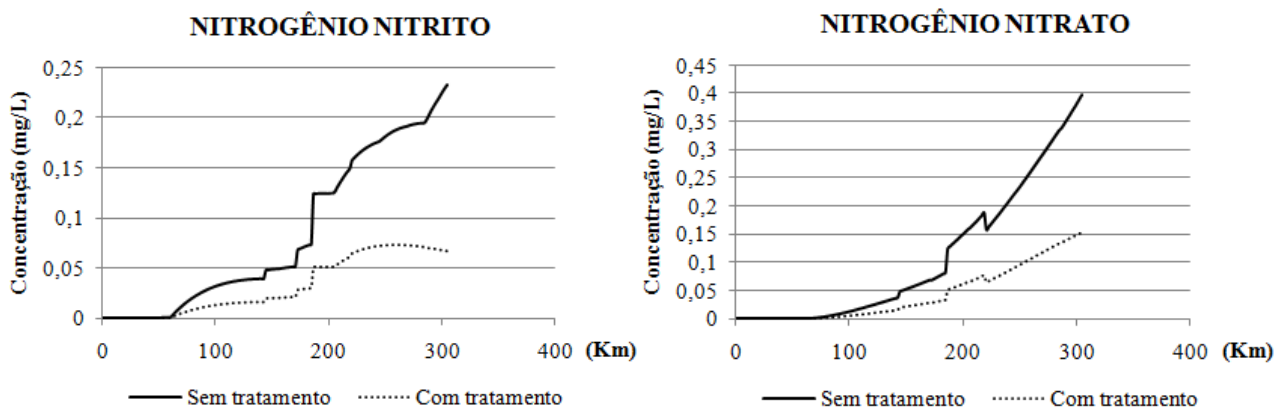 NITROGÊNIO NITRITO
Concentração (mg/L)
0,25
0,2
0,15
0,1
0,05
0
0 100 200 300 400 (Km)
Sem tratamento Com tratamento
NITROGÊNIO NITRATO
Concentração (mg/L)
0,45
0,4
0,35
0,3
0,25
0,2
0,15
0,1
0,05
0
0 100 200 300 400 (Km)
Sem tratamento Com tratamento